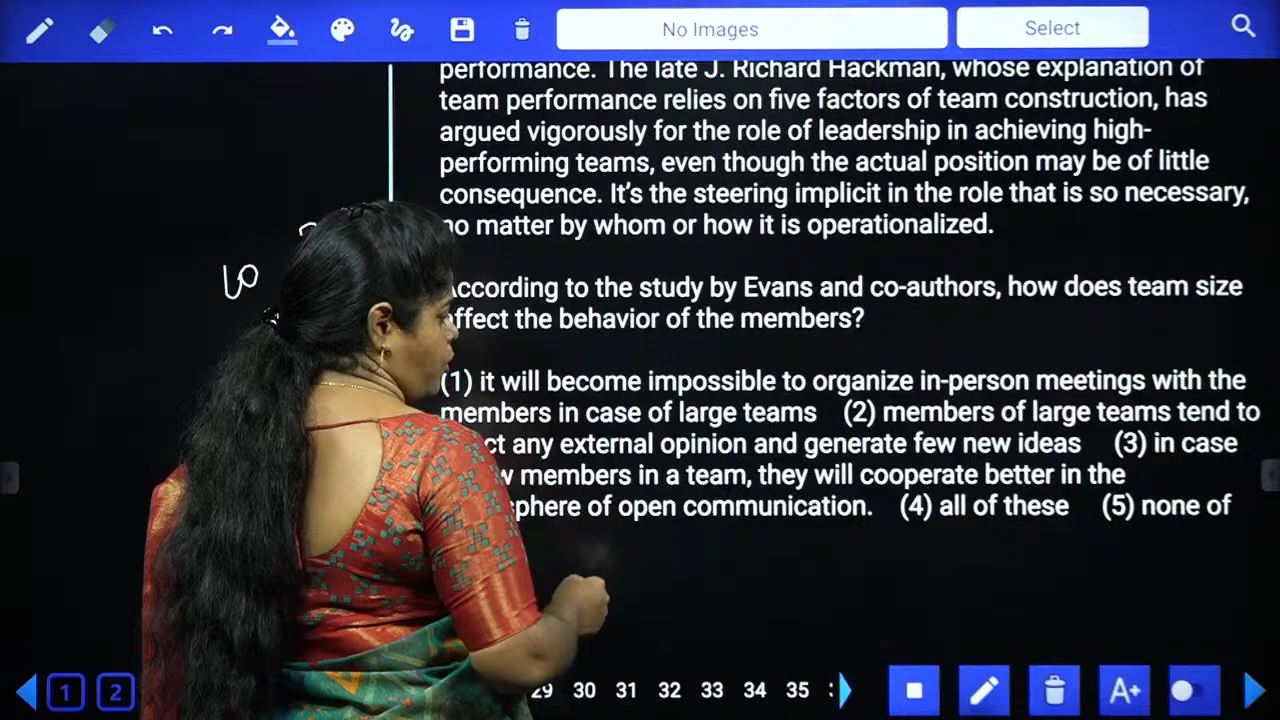 No Images
Select
performance. The late J. Richard Hackman, whose explanation of
team performance relies on five factors of team construction, has
argued vigorously for the role of leadership in achieving high-
performing teams, even though the actual position may be of little
consequence. It's the steering implicit in the role that is so necessary,
no matter by whom or how it is operationalized.
According to the study by Evans and co-authors, how does team size
affect the behavior of the members?
(1) it will become impossible to organize in-person meetings with the
members in case of large teams (2) members of large teams tend to
any external opinion and generate few new ideas (3) in case
members in a team, they will cooperate better in the
of open communication. (4) all of these (5) none of
1 2 29 30 31 32 33 34 35
A+